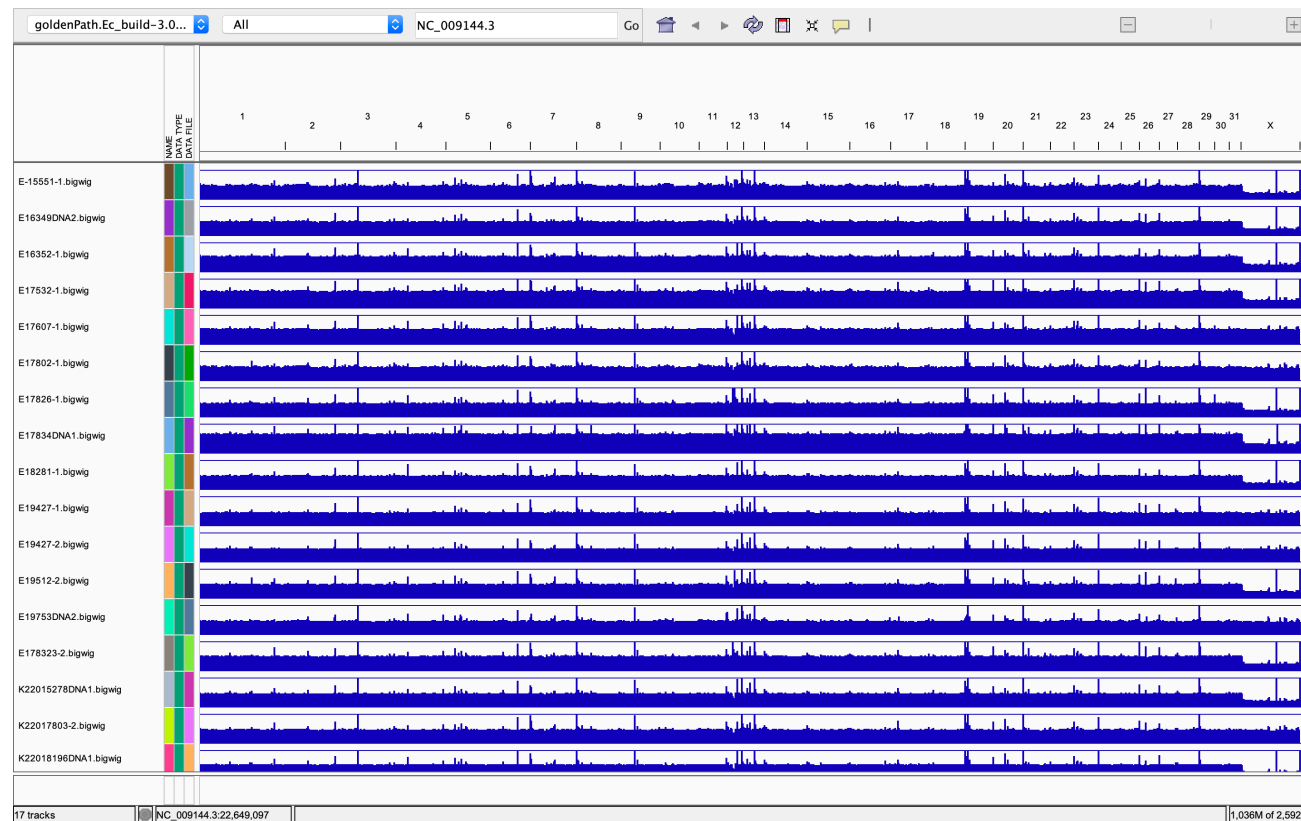 goldenPath.Ec_build-3.0... All NC_009144.3 Go
NAME
DATA TYPE
DATA FILE
1 2 3 4 5 6 7 8 9 10 11 12 13 14 15 16 17 18 19 20 21 22 23 24 25 26 27 28 29 30 31 X
E-15551-1.bigwig
E16349DNA2.bigwig
E16352-1.bigwig
E17532-1.bigwig
E17607-1.bigwig
E17802-1.bigwig
E17826-1.bigwig
E17834DNA1.bigwig
E18281-1.bigwig
E19427-1.bigwig
E19427-2.bigwig
E19512-2.bigwig
E19753DNA2.bigwig
E178323-2.bigwig
K22015278DNA1.bigwig
K22017803-2.bigwig
K22018196DNA1.bigwig
17 tracks NC_009144.3:22,649,097 1,036M of 2,592